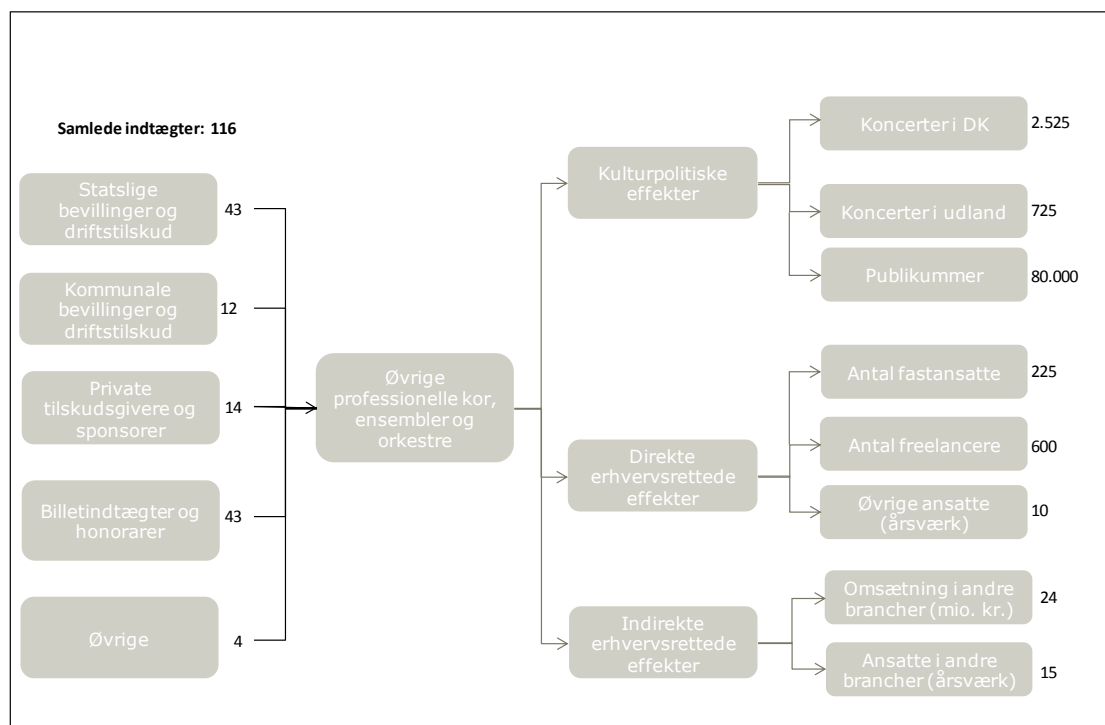 Samlede indtægter: 116
Statslige
bevillinger og
driftstilskud
43
Kommunale
bevillinger og
driftstilskud
12
Private
tilskudsgivere og
sponsorer
14
Billetindtægter og
honorarer
43
Øvrige
4
Øvrige
professionelle kor,
ensembler og
orkestre
Kulturpolitiske
effekter
Koncerter i DK
2.525
Koncerter i udland
725
Publikummer
80.000
Direkte
erhvervsrettede
effekter
Antal fastansatte
225
Antal freelancere
600
Øvrige ansatte
(årsværk)
10
Indirekte
erhvervsrettede
effekter
Omsætning i andre
brancher (mio. kr.)
24
Ansatte i andre
brancher (årsværk)
15